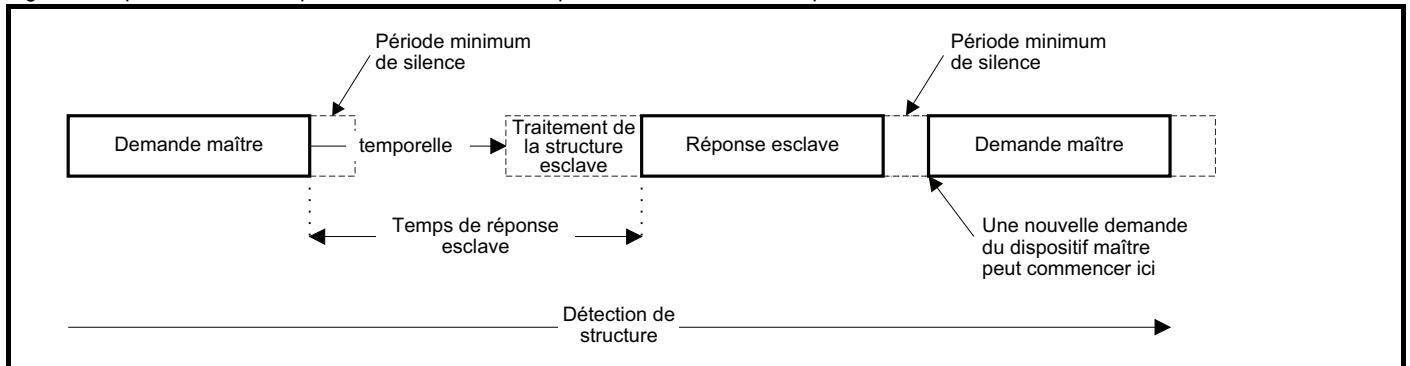 Période minimum
de silence
Période minimum
de silence
Demande maître
temporelle
Traitement de
la structure
esclave
Réponse esclave
Demande maître
Temps de réponse
esclave
Une nouvelle demande
du dispositif maître
peut commencer ici
Détection de
structure